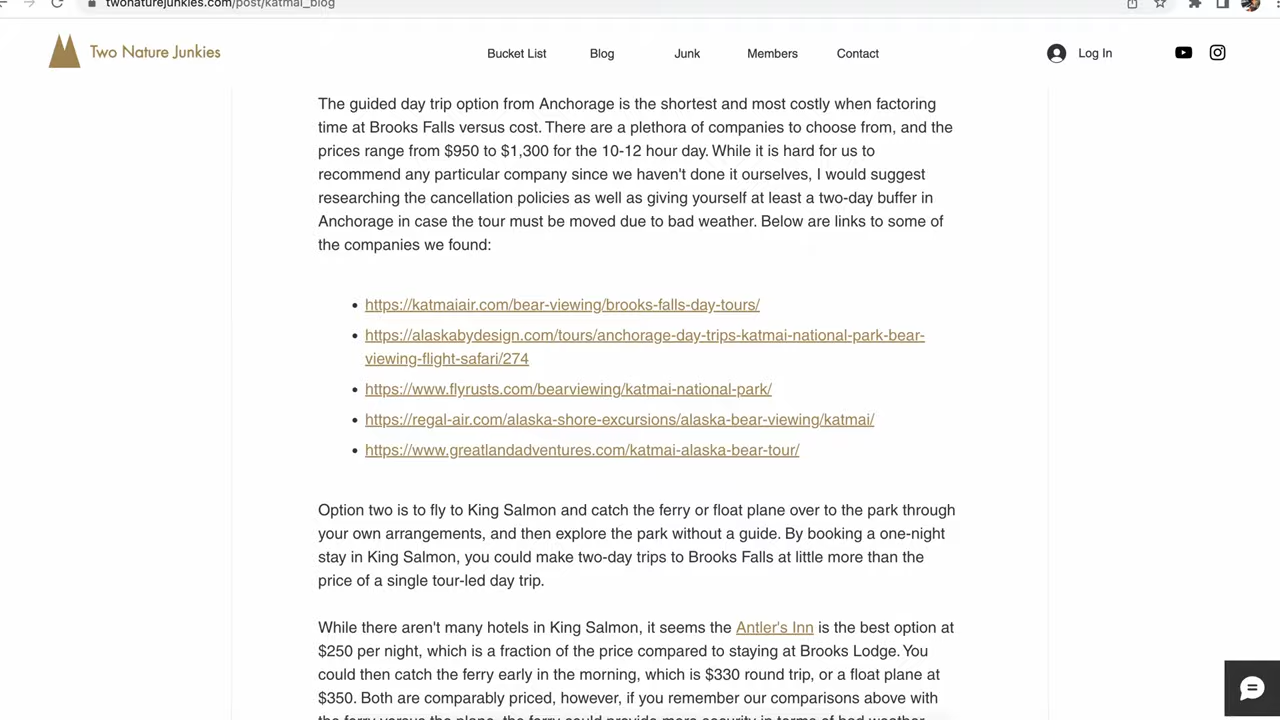 twonaturejunkies.com/post/katmai_blog
Two Nature Junkies
Bucket List
Blog
Junk
Members
Contact
Log In
The guided day trip option from Anchorage is the shortest and most costly when factoring
time at Brooks Falls versus cost. There are a plethora of companies to choose from, and the
prices range from $950 to $1,300 for the 10-12 hour day. While it is hard for us to
recommend any particular company since we haven't done it ourselves, I would suggest
researching the cancellation policies as well as giving yourself at least a two-day buffer in
Anchorage in case the tour must be moved due to bad weather. Below are links to some of
the companies we found:
https://katmaiair.com/bear-viewing/brooks-falls-day-tours/
https://alaskabydesign.com/tours/anchorage-day-trips-katmai-national-park-bear-
viewing-flight-safari/274
https://www.flyrusts.com/bearviewing/katmai-national-park/
https://regal-air.com/alaska-shore-excursions/alaska-bear-viewing/katmai/
https://www.greatlandadventures.com/katmai-alaska-bear-tour/
Option two is to fly to King Salmon and catch the ferry or float plane over to the park through
your own arrangements, and then explore the park without a guide. By booking a one-night
stay in King Salmon, you could make two-day trips to Brooks Falls at little more than the
price of a single tour-led day trip.
While there aren't many hotels in King Salmon, it seems the Antler's Inn is the best option at
$250 per night, which is a fraction of the price compared to staying at Brooks Lodge. You
could then catch the ferry early in the morning, which is $330 round trip, or a float plane at
$350. Both are comparably priced, however, if you remember our comparisons above with
the ferry versus the plane, the ferry could provide more security in terms of bad weather